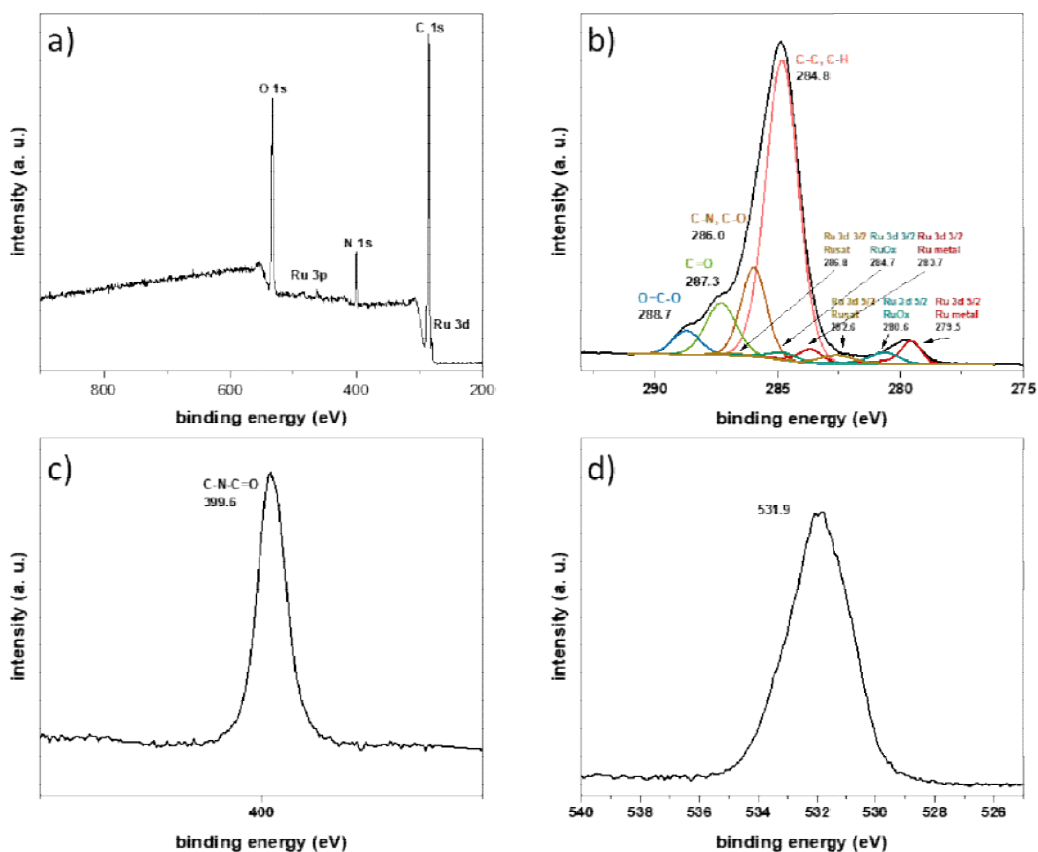 a)
C 1s
O 1s
N 1s
Ru 3p
Ru 3d
intensity (a. u.)
800
600
400
200
binding energy (eV)
b)
C-C, C-H
284.8
C-N, C-O
286.0
C=O
287.3
O-C-O
288.7
Ru 3d 3/2 Ru 3d 3/2 Ru 3d 3/2
Rusat RuOx Ru metal
286.8 284.7 283.7
Ru 3d 5/2 Ru 3d 5/2 Ru 3d 5/2
Rusat RuOx Ru metal
282.6 280.6 279.5
intensity (a. u.)
290
285
280
275
binding energy (eV)
c)
C-N-C=O
399.6
intensity (a. u.)
400
binding energy (eV)
d)
531.9
intensity (a. u.)
540
538
536
534
532
530
528
526
binding energy (eV)